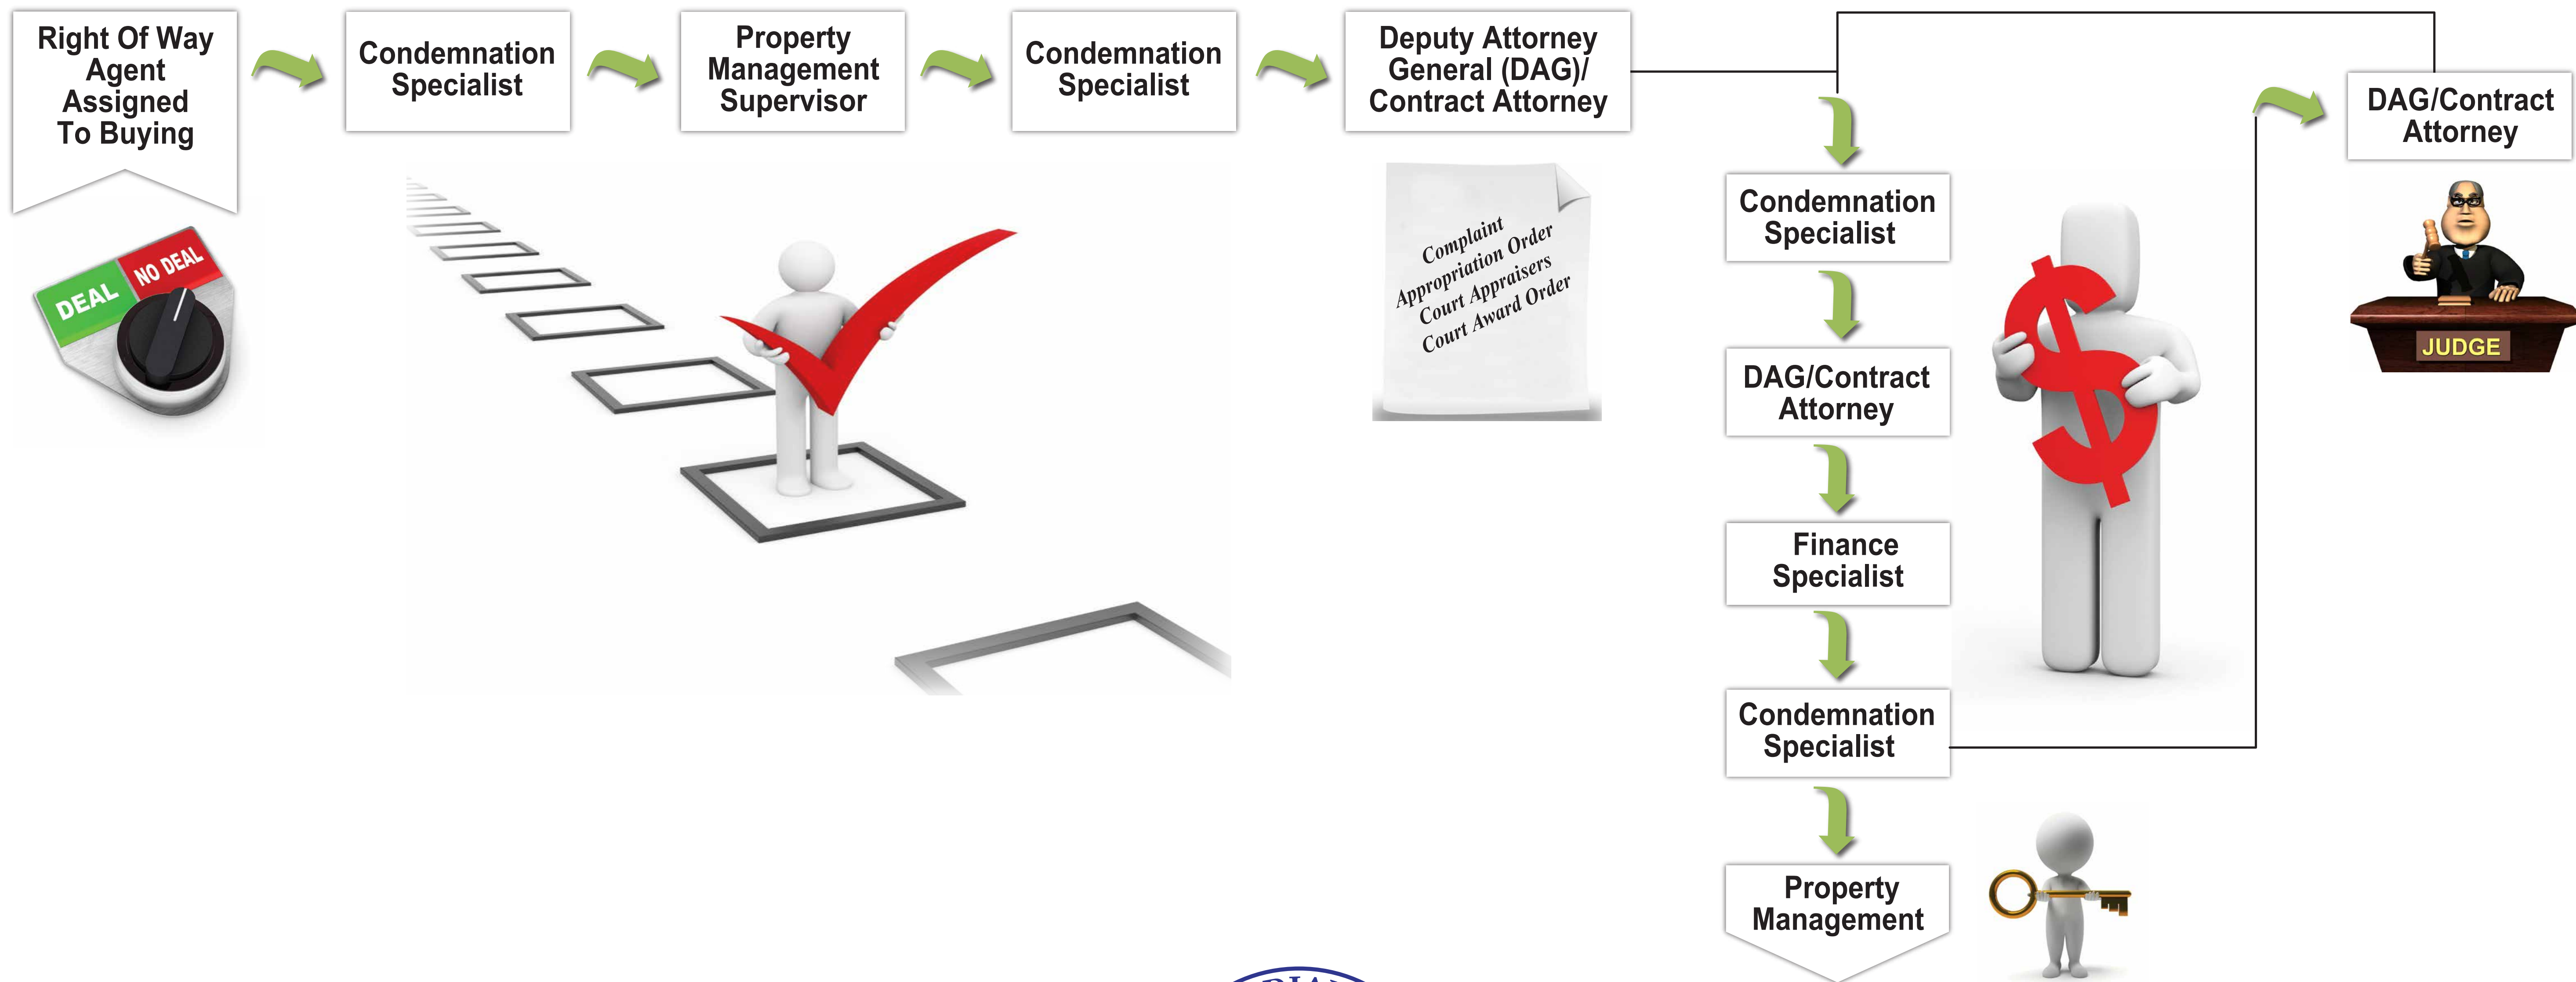 Right Of Way
Agent
Assigned
To Buying
Condemnation
Specialist
Property
Management
Supervisor
Condemnation
Specialist
Deputy Attorney
General (DAG)/
Contract Attorney
DAG/Contract
Attorney
DEAL
NO DEAL
Complaint
Appropriation Order
Court Appraisers
Court Award Order
JUDGE
Condemnation
Specialist
DAG/Contract
Attorney
Finance
Specialist
Condemnation
Specialist
Property
Management